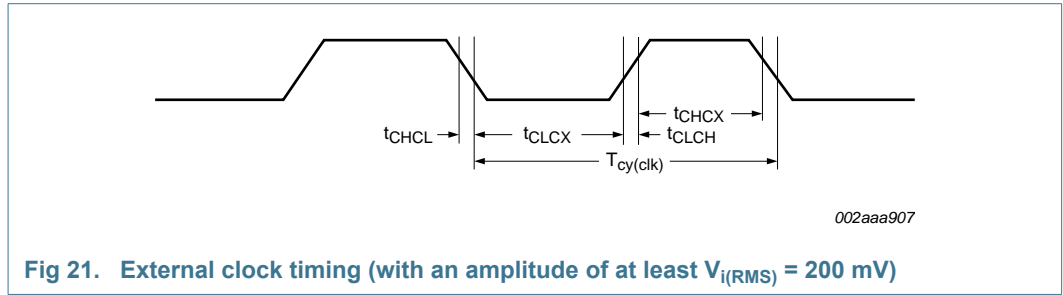 tCHCX
tCHCL tCLCX tCLCH
Tcy(clk)
002aaa907
Fig 21. External clock timing (with an amplitude of at least Vi(RMS) = 200 mV)